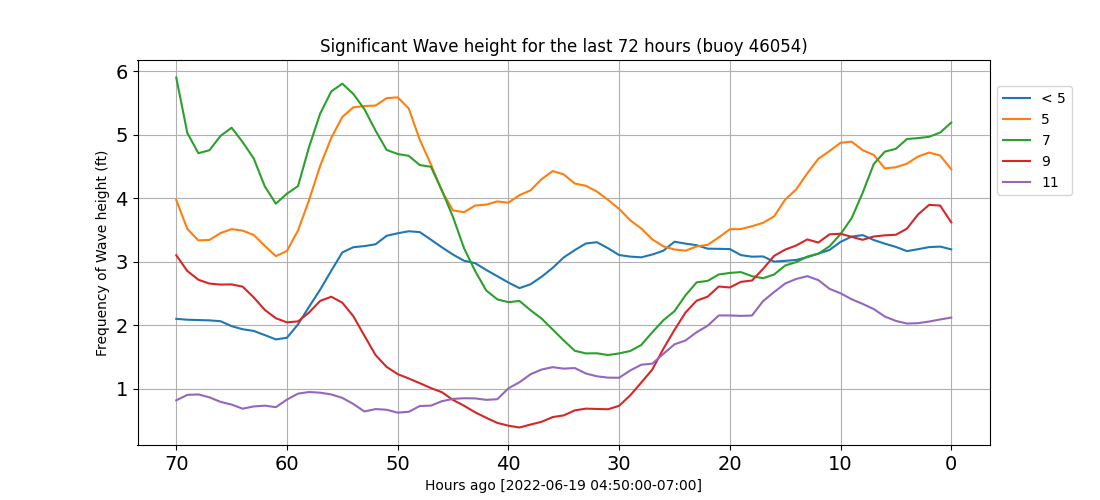 Significant Wave height for the last 72 hours (buoy 46054)
Frequency of Wave height (ft)
6
5
4
3
2
1
70 60 50 40 30 20 10 0
Hours ago [2022-06-19 04:50:00-07:00]
< 5
5
7
9
11